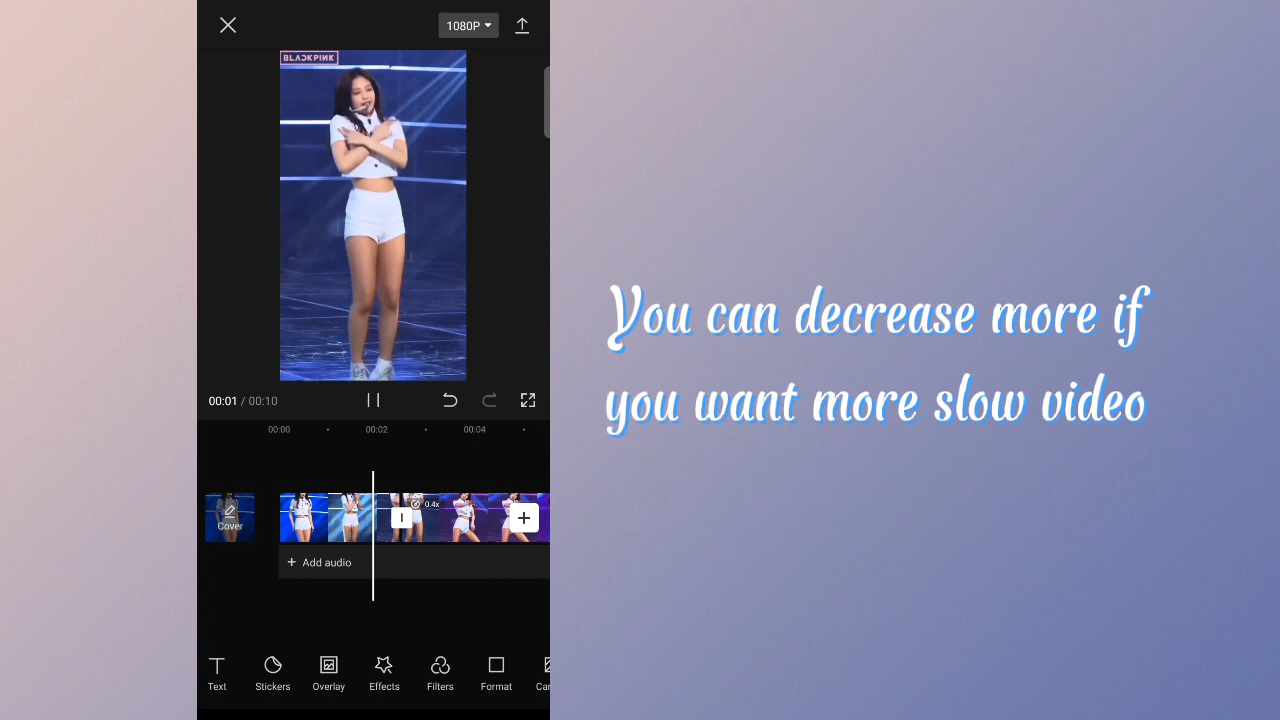 1080P
BLACKPINK
00:01 / 00:10
00:00
00:02
00:04
0.4x
Cover
+ Add audio
Text
Stickers
Overlay
Effects
Filters
Format
You can decrease more if
you want more slow video